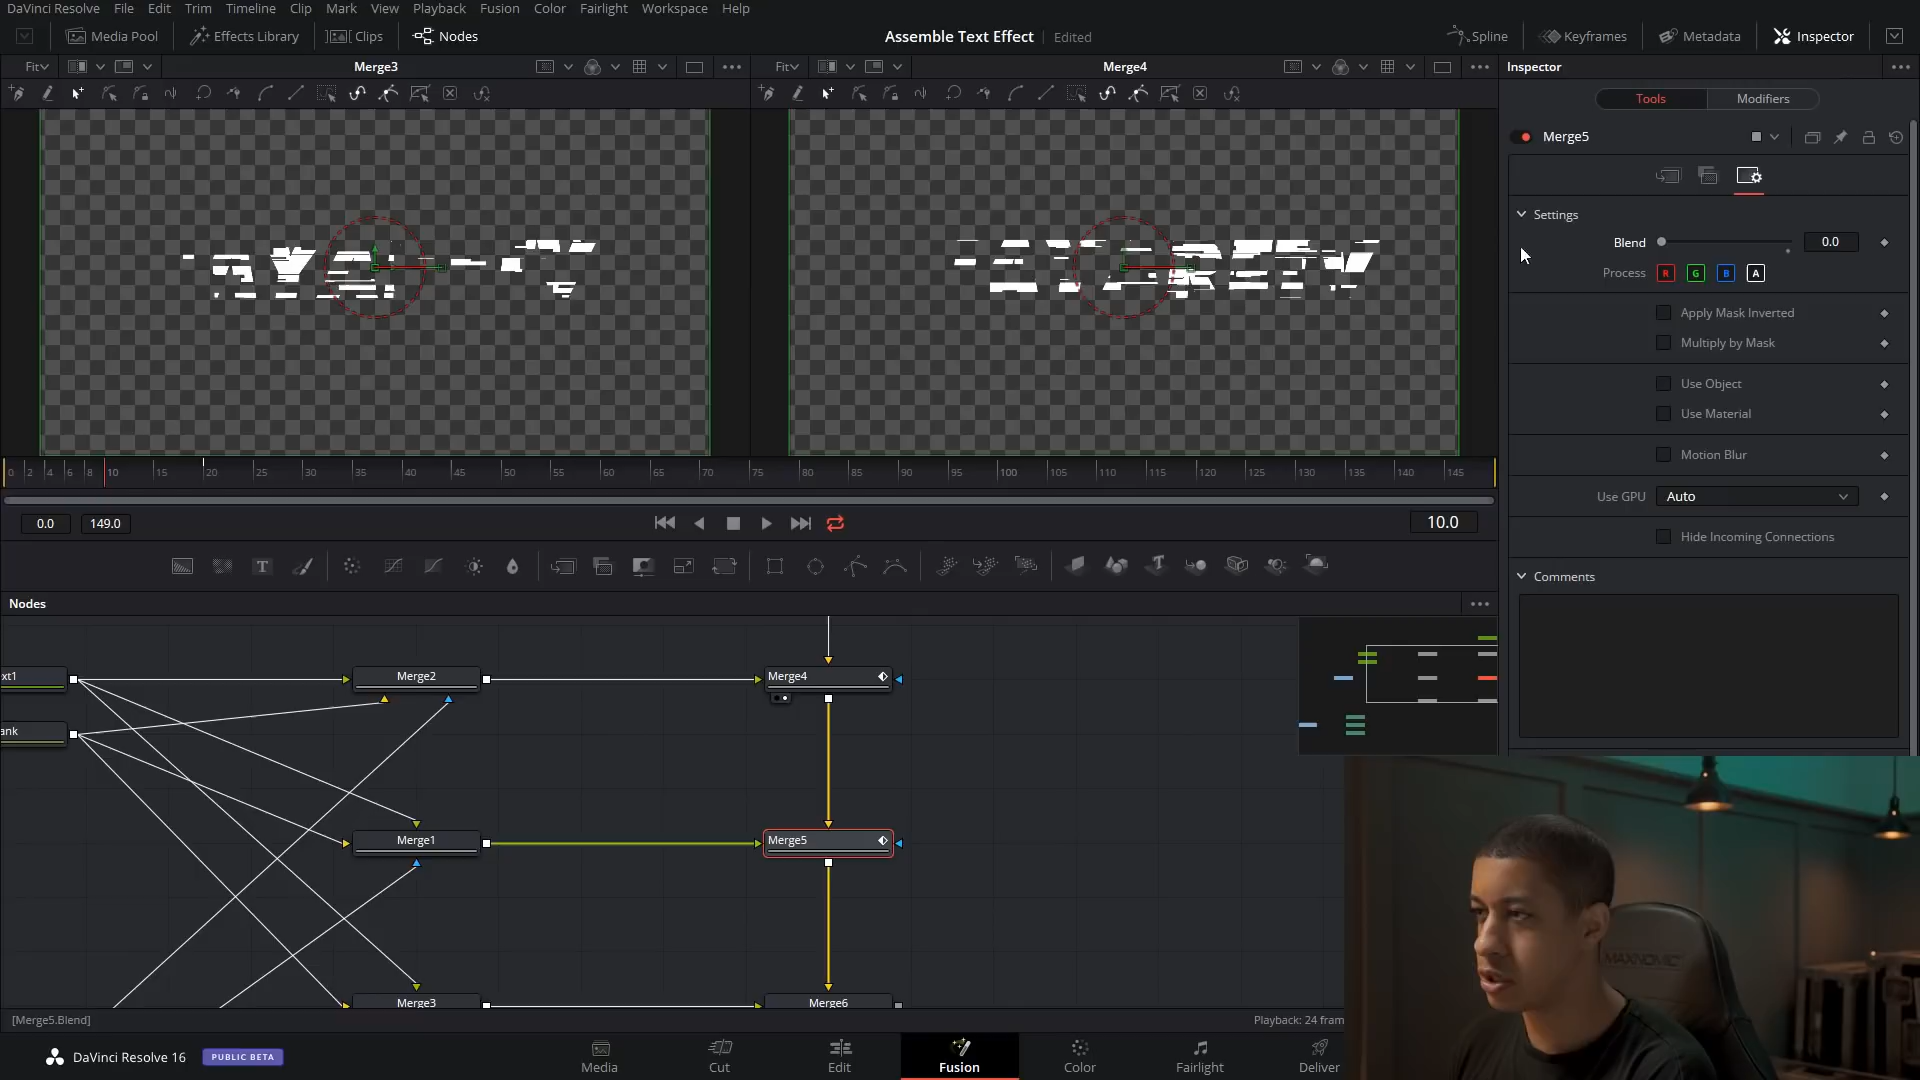 DaVinci Resolve File Edit Trim Timeline Clip Mark View Playback Fusion Color Fairlight Workspace Help
Media Pool Effects Library Clips Nodes Assemble Text Effect Edited Spline Keyframes Metadata Inspector
Fit Merge3 Fit Merge4 Inspector
Tools Modifiers
Merge5
Settings
Blend 0.0
Process R G B A
Apply Mask Inverted
Multiply by Mask
Use Object
Use Material
Motion Blur
Use GPU Auto
Hide Incoming Connections
Comments
0 2 4 6 8 10 15 20 25 30 35 40 45 50 55 60 65 70 75 80 85 90 95 100 105 110 115 120 125 130 135 140 145
0.0 149.0 10.0
Nodes
xt1 Merge2 Merge4
ank
Merge1 Merge5
Merge3 Merge6
[Merge5.Blend] Playback: 24 fram
MAXNOMIC
DaVinci Resolve 16 PUBLIC BETA
Media Cut Edit Fusion Color Fairlight Deliver